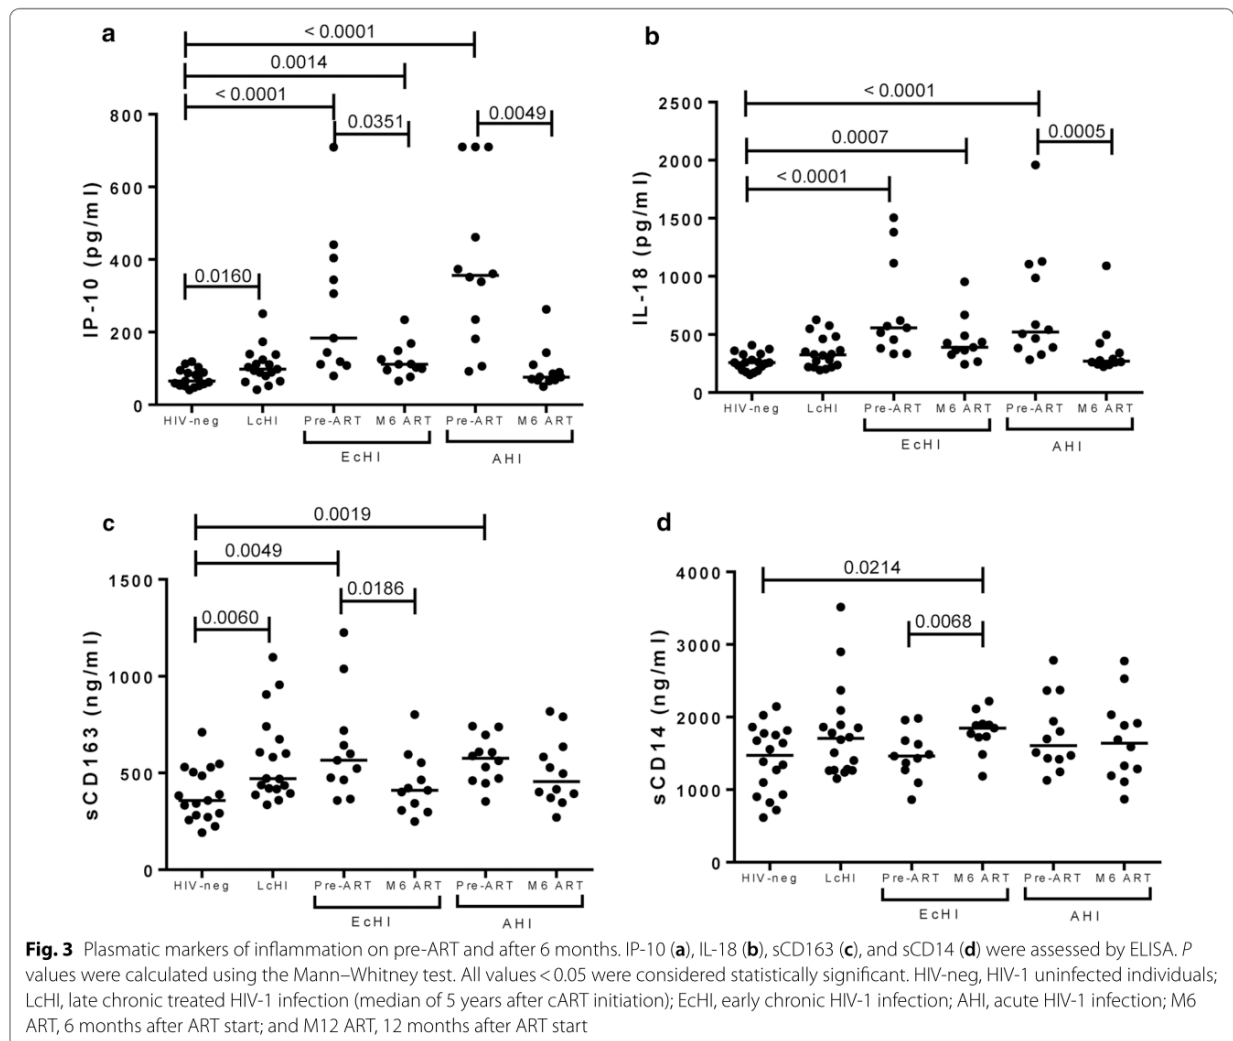 a
< 0.0001
0.0014
< 0.0001
0.0351
0.0049
0.0160
IP-10 (pg/ml)
800
600
400
200
0
HIV-neg LcHI Pre-ART M6 ART Pre-ART M6 ART
EcHI AHI
b
< 0.0001
0.0007
0.0005
< 0.0001
IL-18 (pg/ml)
2500
2000
1500
1000
500
0
HIV-neg LcHI Pre-ART M6 ART Pre-ART M6 ART
EcHI AHI
c
0.0019
0.0049
0.0186
0.0060
sCD163 (ng/ml)
1500
1000
500
0
HIV-neg LcHI Pre-ART M6 ART Pre-ART M6 ART
EcHI AHI
d
0.0214
0.0068
sCD14 (ng/ml)
4000
3000
2000
1000
0
HIV-neg LcHI Pre-ART M6 ART Pre-ART M6 ART
EcHI AHI
Fig. 3 Plasmatic markers of inflammation on pre-ART and after 6 months. IP-10 (a), IL-18 (b), sCD163 (c), and sCD14 (d) were assessed by ELISA. P
values were calculated using the Mann–Whitney test. All values < 0.05 were considered statistically significant. HIV-neg, HIV-1 uninfected individuals;
LcHI, late chronic treated HIV-1 infection (median of 5 years after cART initiation); EcHI, early chronic HIV-1 infection; AHI, acute HIV-1 infection; M6
ART, 6 months after ART start; and M12 ART, 12 months after ART start